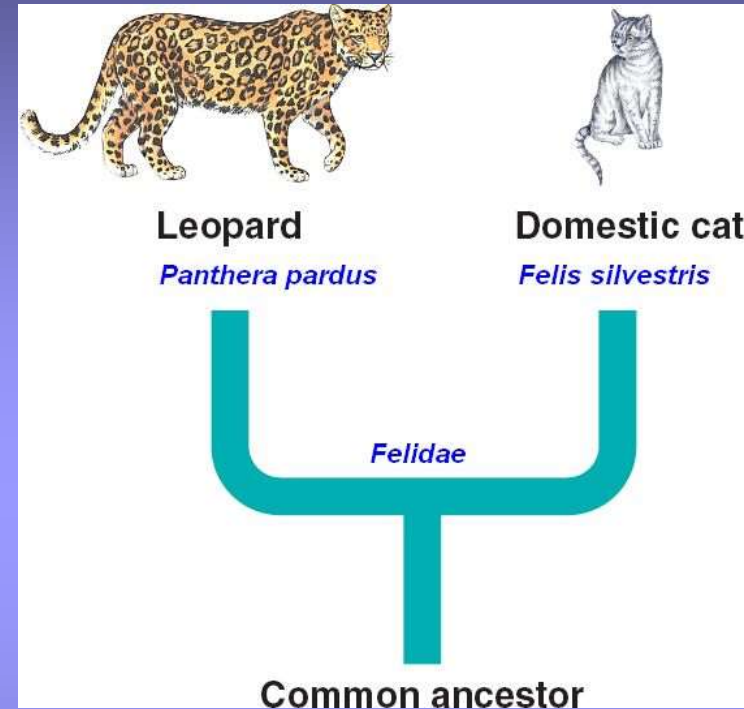 Leopard
Domestic cat
Panthera pardus
Felis silvestris
Felidae
Common ancestor